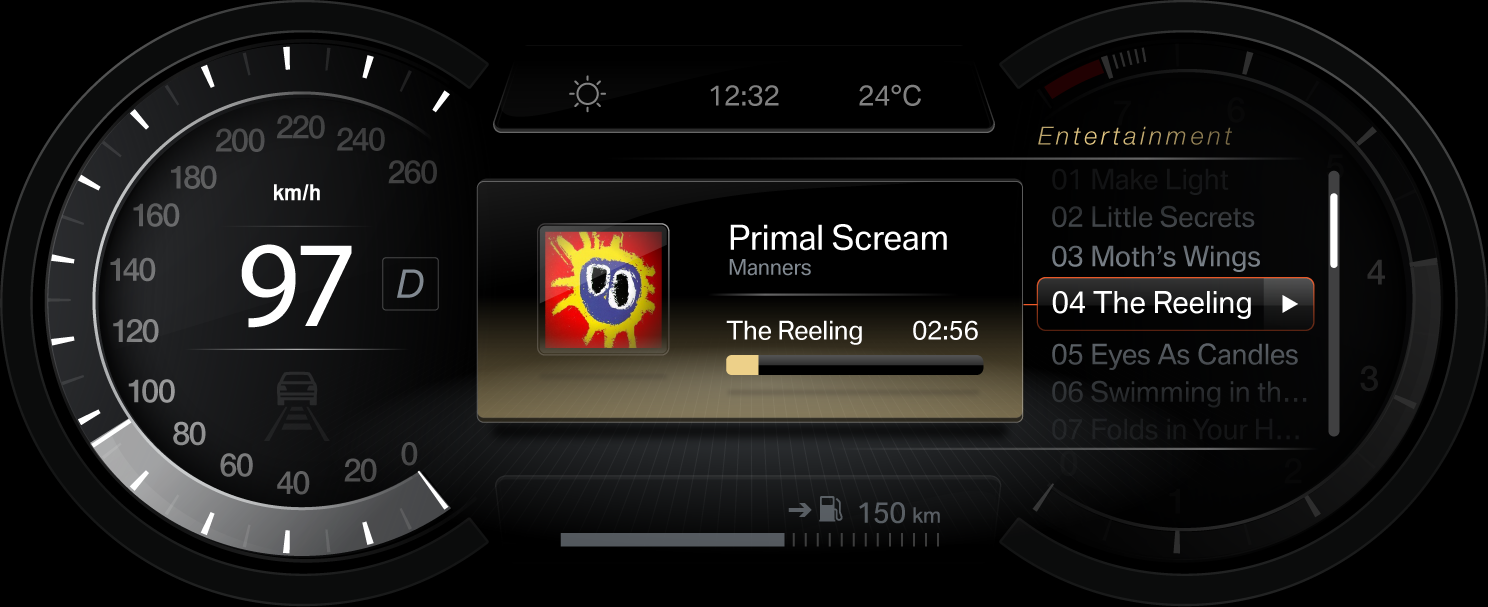 12:32 24°C
200 220 240
180 260
160
140
120
100
80
60 40 20 0
km/h
97
D
Primal Scream
Manners
The Reeling 02:56
Entertainment
01 Make Light
02 Little Secrets
03 Moth's Wings
04 The Reeling
05 Eyes As Candles
06 Swimming in th...
07 Folds in Your H...
7 6
5
4
3
0 1 2
150 km